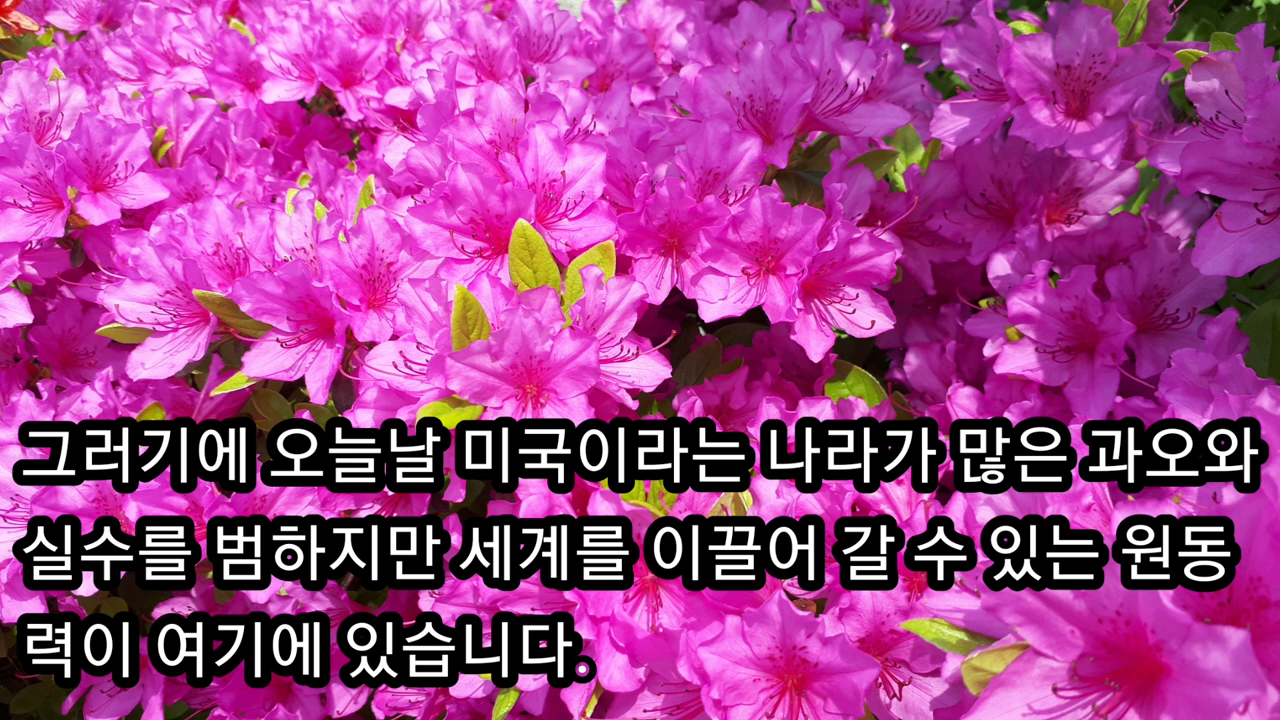 그러기에 오늘날 미국이라는 나라가 많은 과오와
실수를 범하지만 세계를 이끌어 갈 수 있는 원동
력이 여기에 있습니다.